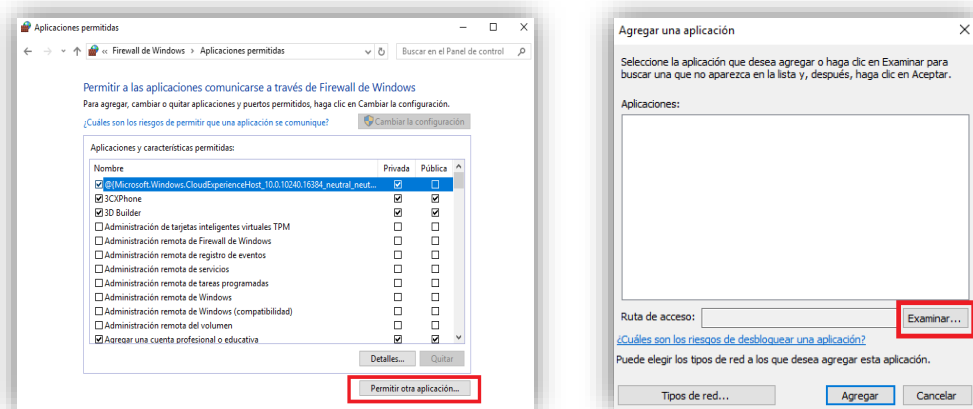 Aplicaciones permitidas
« Firewall de Windows > Aplicaciones permitidas
Buscar en el Panel de control
Permitir a las aplicaciones comunicarse a través de Firewall de Windows
Para agregar, cambiar o quitar aplicaciones y puertos permitidos, haga clic en Cambiar la configuración.
¿Cuáles son los riesgos de permitir que una aplicación se comunique?
Cambiar la configuración
Aplicaciones y características permitidas:
Nombre Privada Pública
@{Microsoft.Windows.CloudExperienceHost_10.0.10240.16384_neutral_neut...
3CXPhone
3D Builder
Administración de tarjetas inteligentes virtuales TPM
Administración remota de Firewall de Windows
Administración remota de registro de eventos
Administración remota de servicios
Administración remota de tareas programadas
Administración remota de Windows
Administración remota de Windows (compatibilidad)
Administración remota del volumen
Agregar una cuenta profesional o educativa
Detalles... Quitar
Permitir otra aplicación...
Agregar una aplicación
Seleccione la aplicación que desea agregar o haga clic en Examinar para
buscar una que no aparezca en la lista y, después, haga clic en Aceptar.
Aplicaciones:
Ruta de acceso:
Examinar...
¿Cuáles son los riesgos de desbloquear una aplicación?
Puede elegir los tipos de red a los que desea agregar esta aplicación.
Tipos de red... Agregar Cancelar